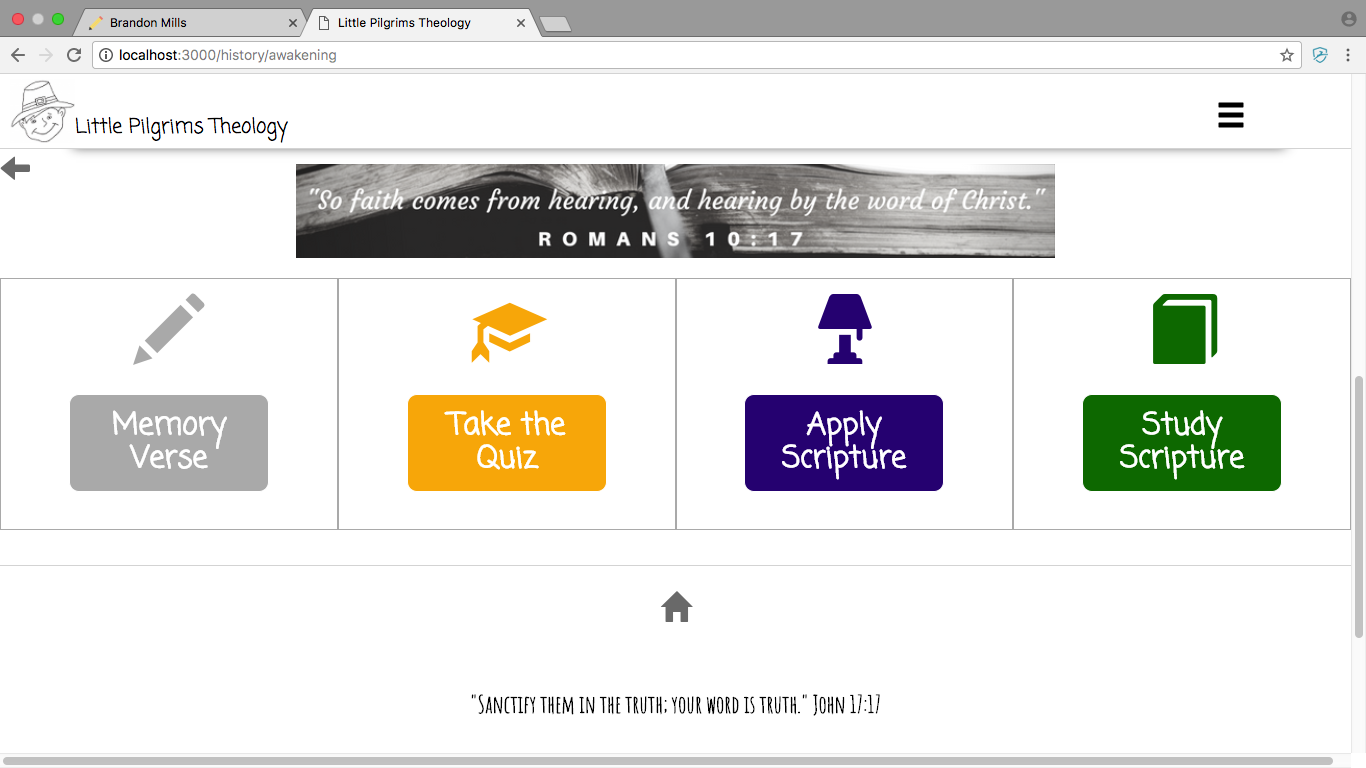 Brandon Mills
Little Pilgrims Theology
localhost:3000/history/awakening
Little Pilgrims Theology
"So faith comes from hearing, and hearing by the word of Christ."
ROMANS 10:17
Memory
Verse
Take the
Quiz
Apply
Scripture
Study
Scripture
"Sanctify them in the truth; your word is truth." John 17:17